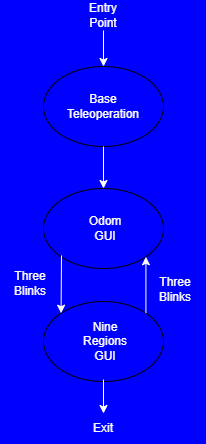 Entry
Point
Base
Teleoperation
Odom
GUI
Three
Blinks
Three
Blinks
Nine
Regions
GUI
Exit